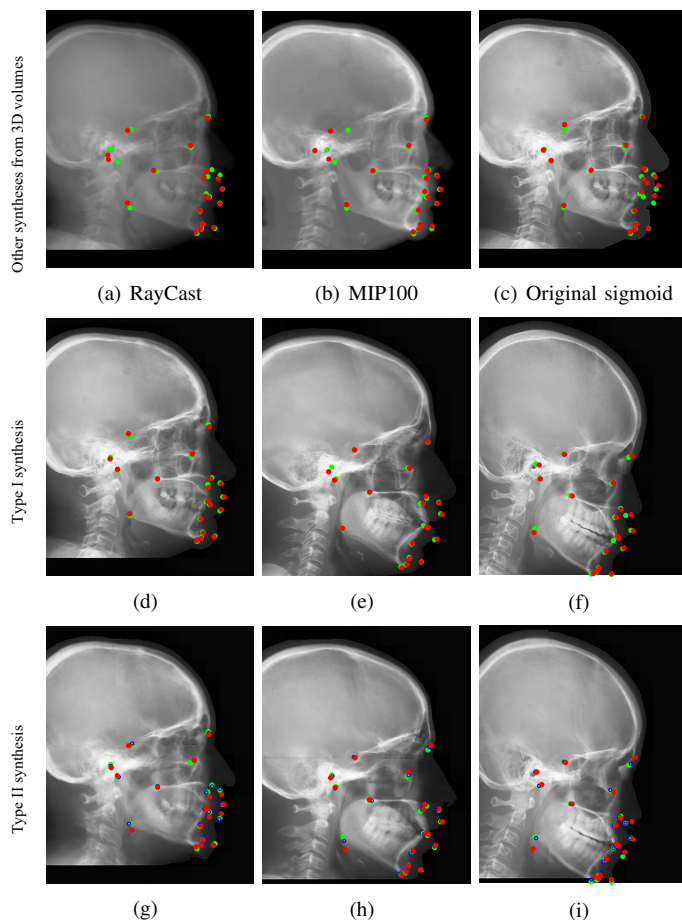 Other syntheses from 3D volumes
(a) RayCast
(b) MIP100
(c) Original sigmoid
Type I synthesis
(d)
(e)
(f)
Type II synthesis
(g)
(h)
(i)